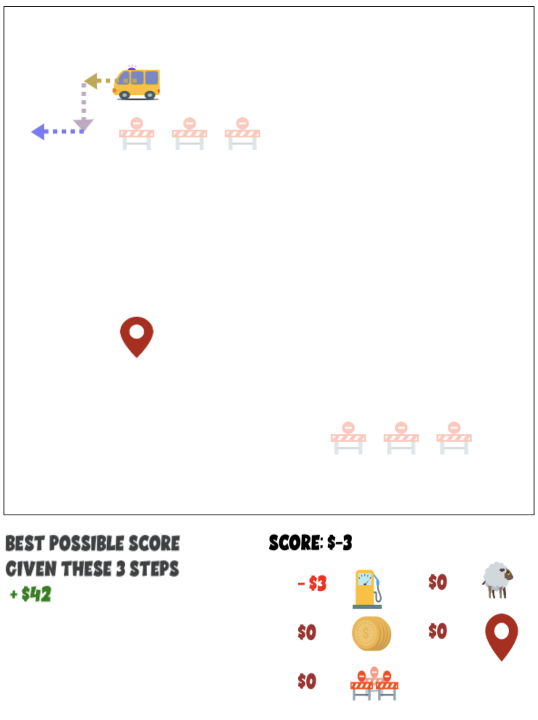 BEST POSSIBLE SCORE
GIVEN THESE 3 STEPS
+ $42
SCORE: $-3
- $3
$0
$0
$0
$0